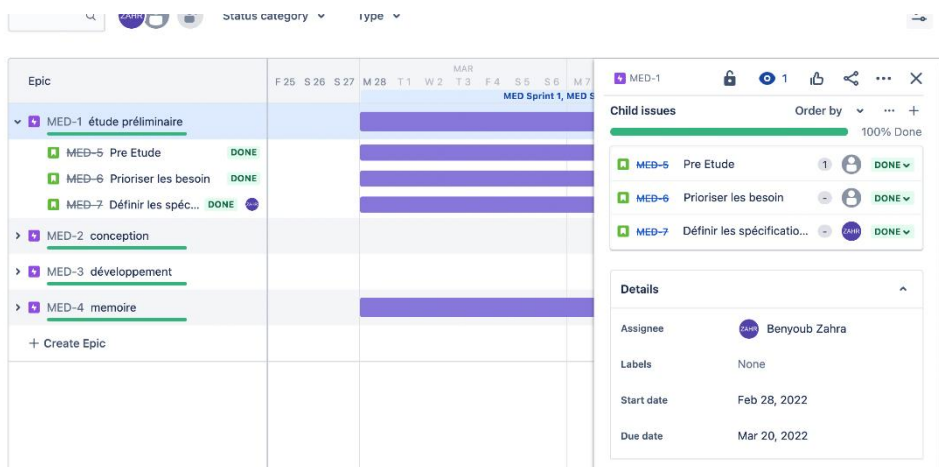 ZAHR Status category Type
MAR
Epic F 25 S 26 S 27 M 28 T 1 W 2 T 3 F 4 S 5 S 6 M 7
MED Sprint 1, MED S
MED-1 étude préliminaire
MED-5 Pre Etude DONE
MED-6 Prioriser les besoin DONE
MED-7 Définir les spéc... DONE ZAHR
MED-2 conception
MED-3 développement
MED-4 memoire
+ Create Epic
MED-1 1
Child issues Order by ... +
100% Done
MED-5 Pre Etude 1 DONE
MED-6 Prioriser les besoin - DONE
MED-7 Définir les spécificatio... - ZAHR DONE
Details
Assignee ZAHR Benyoub Zahra
Labels None
Start date Feb 28, 2022
Due date Mar 20, 2022